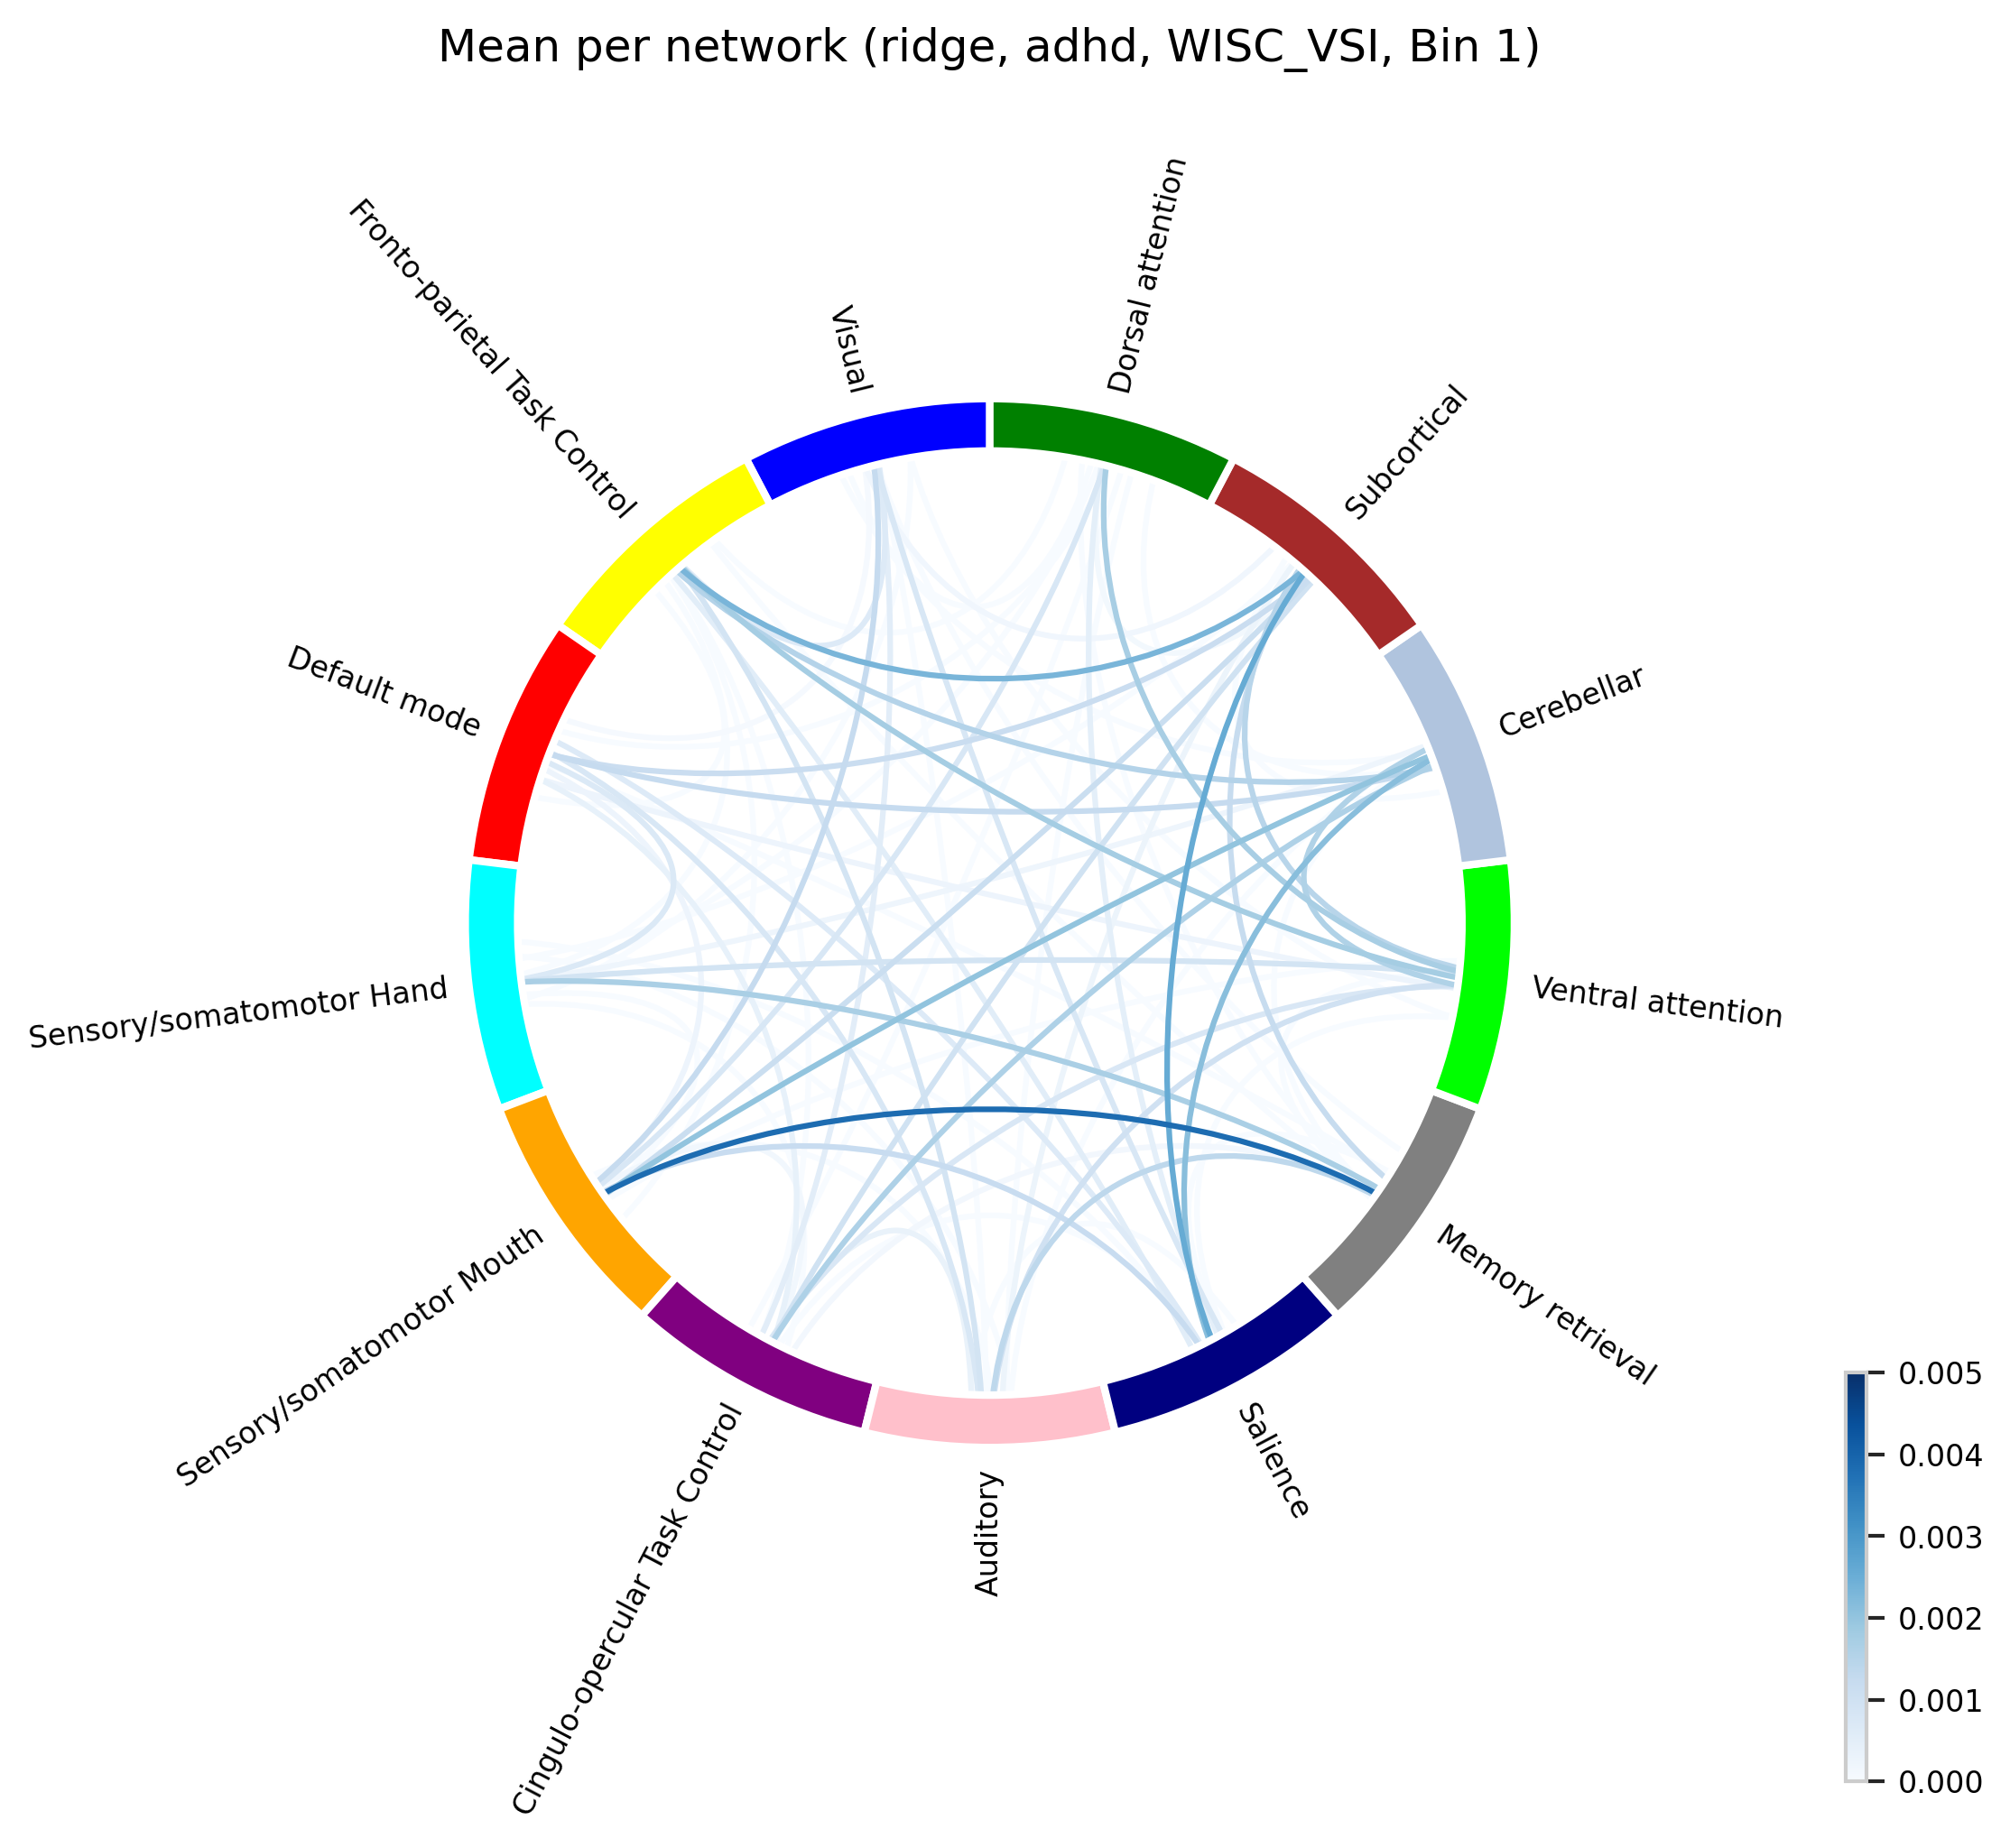 Mean per network (ridge, adhd, WISC_VSI, Bin 1)
Dorsal attention
Visual
Fronto-parietal Task Control
Subcortical
Default mode
Cerebellar
Sensory/somatomotor Hand
Ventral attention
Sensory/somatomotor Mouth
Memory retrieval
Cingulo-opercular Task Control
Auditory
Salience
0.005
0.004
0.003
0.002
0.001
0.000